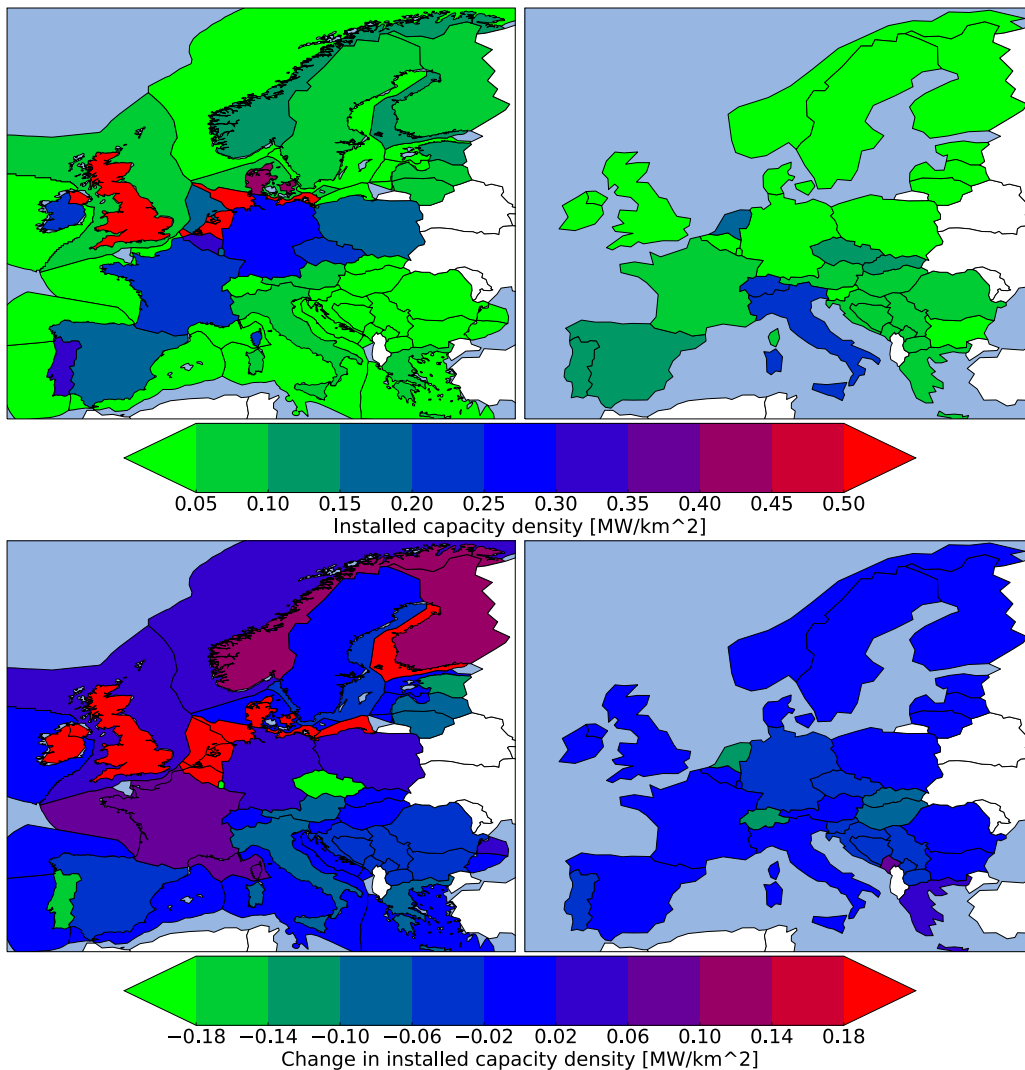 0.05 0.10 0.15 0.20 0.25 0.30 0.35 0.40 0.45 0.50
Installed capacity density [MW/km^2]
−0.18 −0.14 −0.10 −0.06 −0.02 0.02 0.06 0.10 0.14 0.18
Change in installed capacity density [MW/km^2]